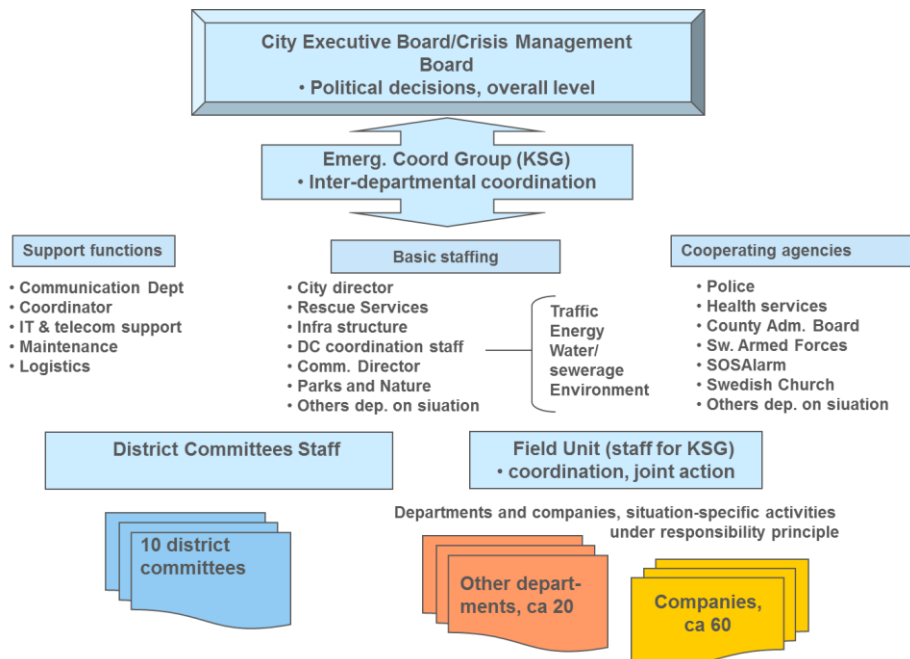 City Executive Board/Crisis Management
Board
• Political decisions, overall level
Emerg. Coord Group (KSG)
• Inter-departmental coordination
Support functions
• Communication Dept
• Coordinator
• IT & telecom support
• Maintenance
• Logistics
Basic staffing
• City director
• Rescue Services
• Infra structure
• DC coordination staff
• Comm. Director
• Parks and Nature
• Others dep. on siuation
Traffic
Energy
Water/
sewerage
Environment
Cooperating agencies
• Police
• Health services
• County Adm. Board
• Sw. Armed Forces
• SOSAlarm
• Swedish Church
• Others dep. on siuation
District Committees Staff
Field Unit (staff for KSG)
• coordination, joint action
Departments and companies, situation-specific activities
under responsibility principle
10 district
committees
Other depart-
ments, ca 20
Companies,
ca 60